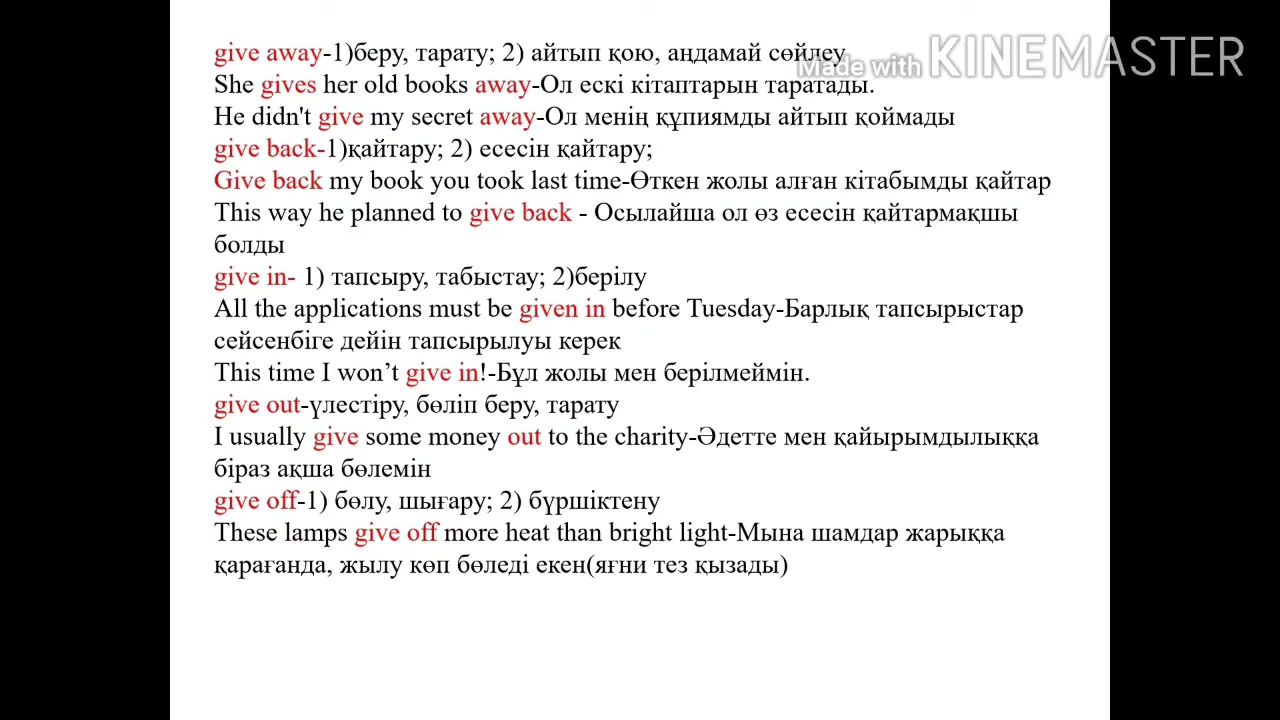 give away-1)беру, тарату; 2) айтып қою, аңдамай сөйлеу
Made with KINEMASTER
She gives her old books away-Ол ескі кітаптарын таратады.
He didn't give my secret away-Ол менің құпиямды айтып қоймады
give back-1)қайтару; 2) есесін қайтару;
Give back my book you took last time-Өткен жолы алған кітабымды қайтар
This way he planned to give back - Осылайша ол өз есесін қайтармақшы
болды
give in- 1) тапсыру, табыстау; 2)берілу
All the applications must be given in before Tuesday-Барлық тапсырыстар
сейсенбіге дейін тапсырылуы керек
This time I won’t give in!-Бұл жолы мен берілмеймін.
give out-үлестіру, бөліп беру, тарату
I usually give some money out to the charity-Әдетте мен қайырымдылыққа
біраз ақша бөлемін
give off-1) бөлу, шығару; 2) бүршіктену
These lamps give off more heat than bright light-Мына шамдар жарыққа
қарағанда, жылу көп бөледі екен(яғни тез қызады)